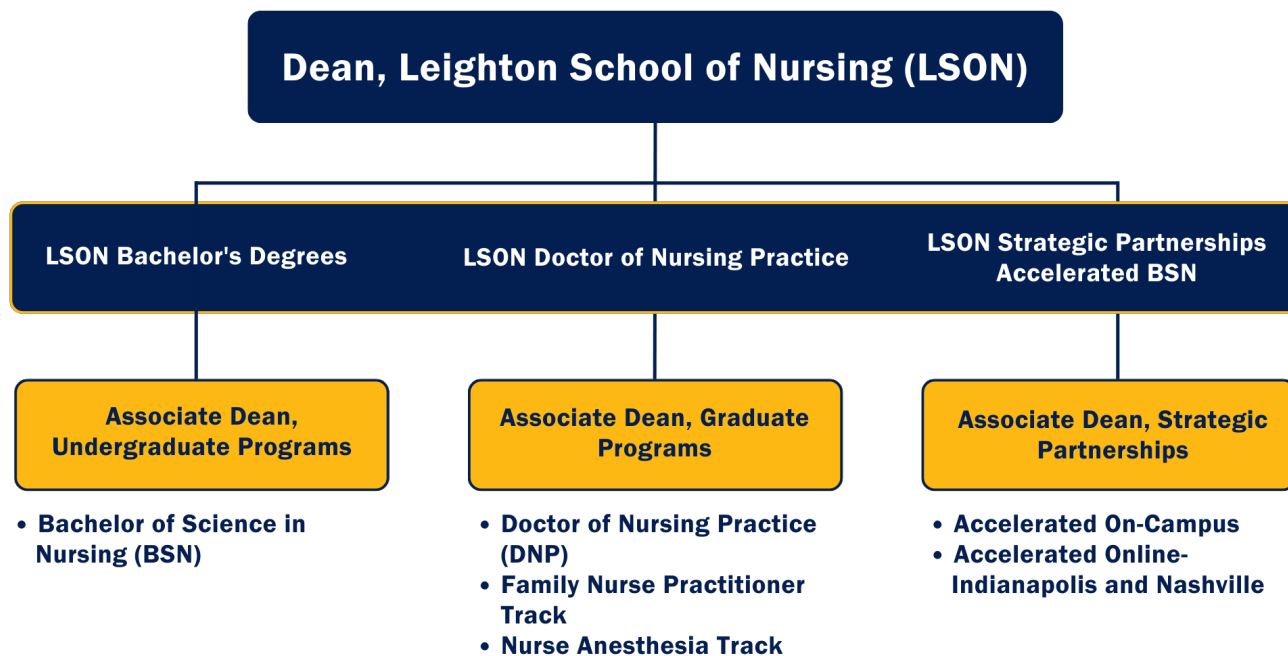 Dean, Leighton School of Nursing (LSON)
LSON Bachelor's Degrees
LSON Doctor of Nursing Practice
LSON Strategic Partnerships
Accelerated BSN
Associate Dean,
Undergraduate Programs
Associate Dean, Graduate
Programs
Associate Dean, Strategic
Partnerships
• Bachelor of Science in
Nursing (BSN)
• Doctor of Nursing Practice
(DNP)
• Family Nurse Practitioner
Track
• Nurse Anesthesia Track
• Accelerated On-Campus
• Accelerated Online-
Indianapolis and Nashville